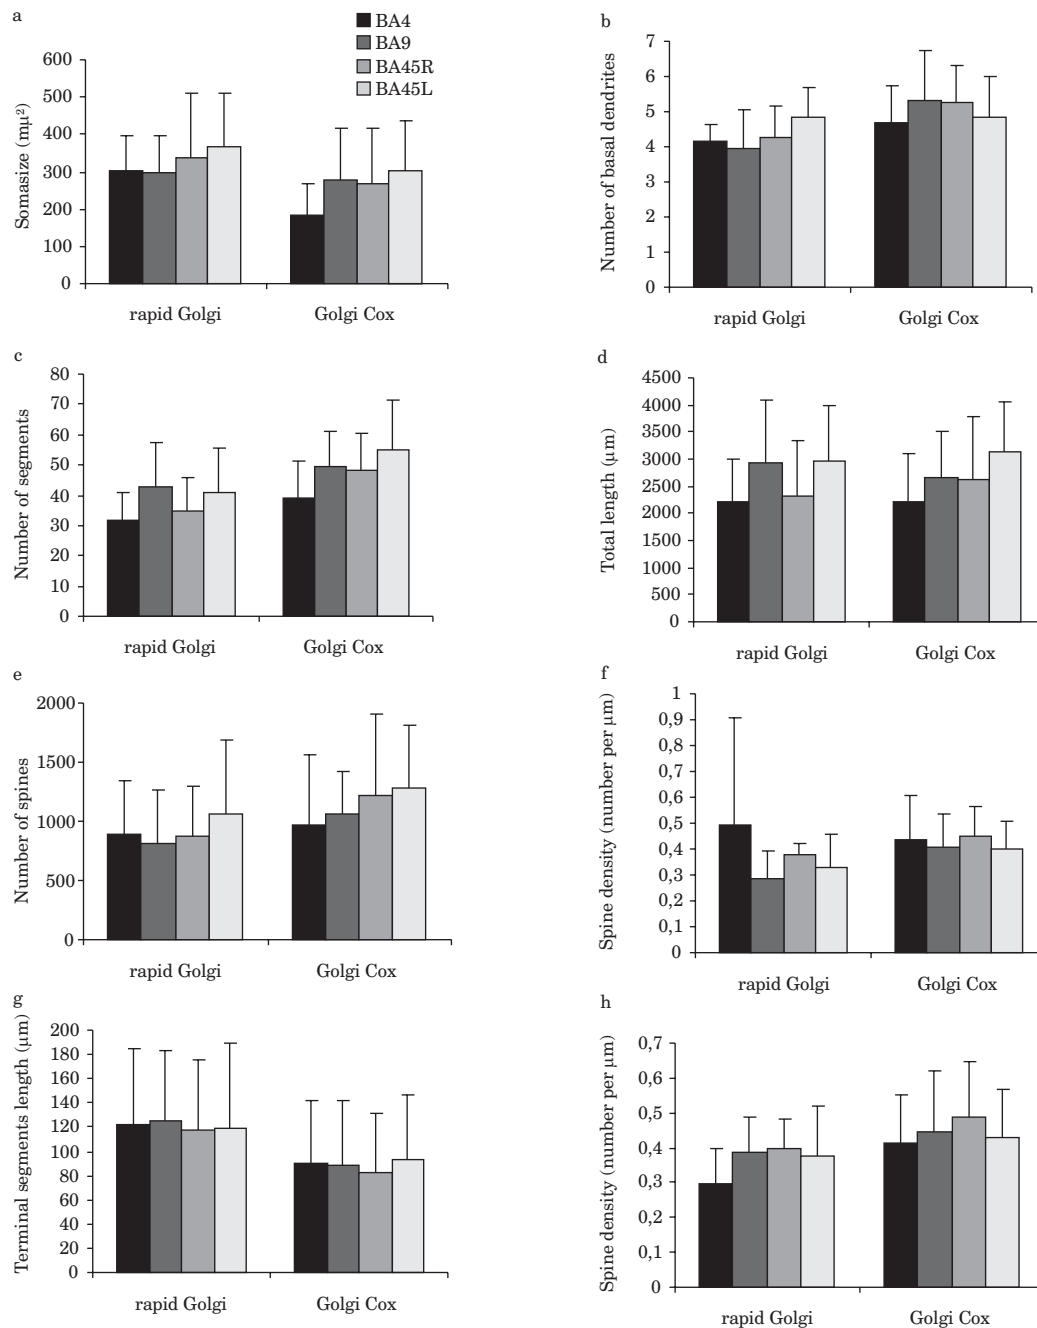 a
BA4
BA9
BA45R
BA45L
Somasize (mμ²)
600
500
400
300
200
100
0
rapid Golgi
Golgi Cox
b
Number of basal dendrites
7
6
5
4
3
2
1
0
rapid Golgi
Golgi Cox
c
Number of segments
80
70
60
50
40
30
20
10
0
rapid Golgi
Golgi Cox
d
Total length (μm)
4500
4000
3500
3000
2500
2000
1500
1000
500
0
rapid Golgi
Golgi Cox
e
Number of spines
2000
1500
1000
500
0
rapid Golgi
Golgi Cox
f
Spine density (number per μm)
1
0,9
0,8
0,7
0,6
0,5
0,4
0,3
0,2
0,1
0
rapid Golgi
Golgi Cox
g
Terminal segments length (μm)
200
180
160
140
120
100
80
60
40
20
0
rapid Golgi
Golgi Cox
h
Spine density (number per μm)
0,7
0,6
0,5
0,4
0,3
0,2
0,1
0
rapid Golgi
Golgi Cox